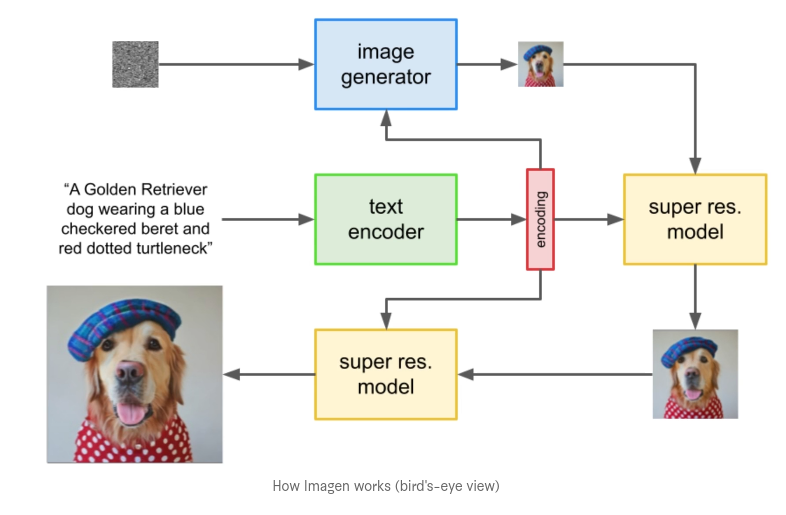 image
generator
“A Golden Retriever
dog wearing a blue
checkered beret and
red dotted turtleneck”
text
encoder
encoding
super res.
model
super res.
model
How Imagen works (bird's-eye view)